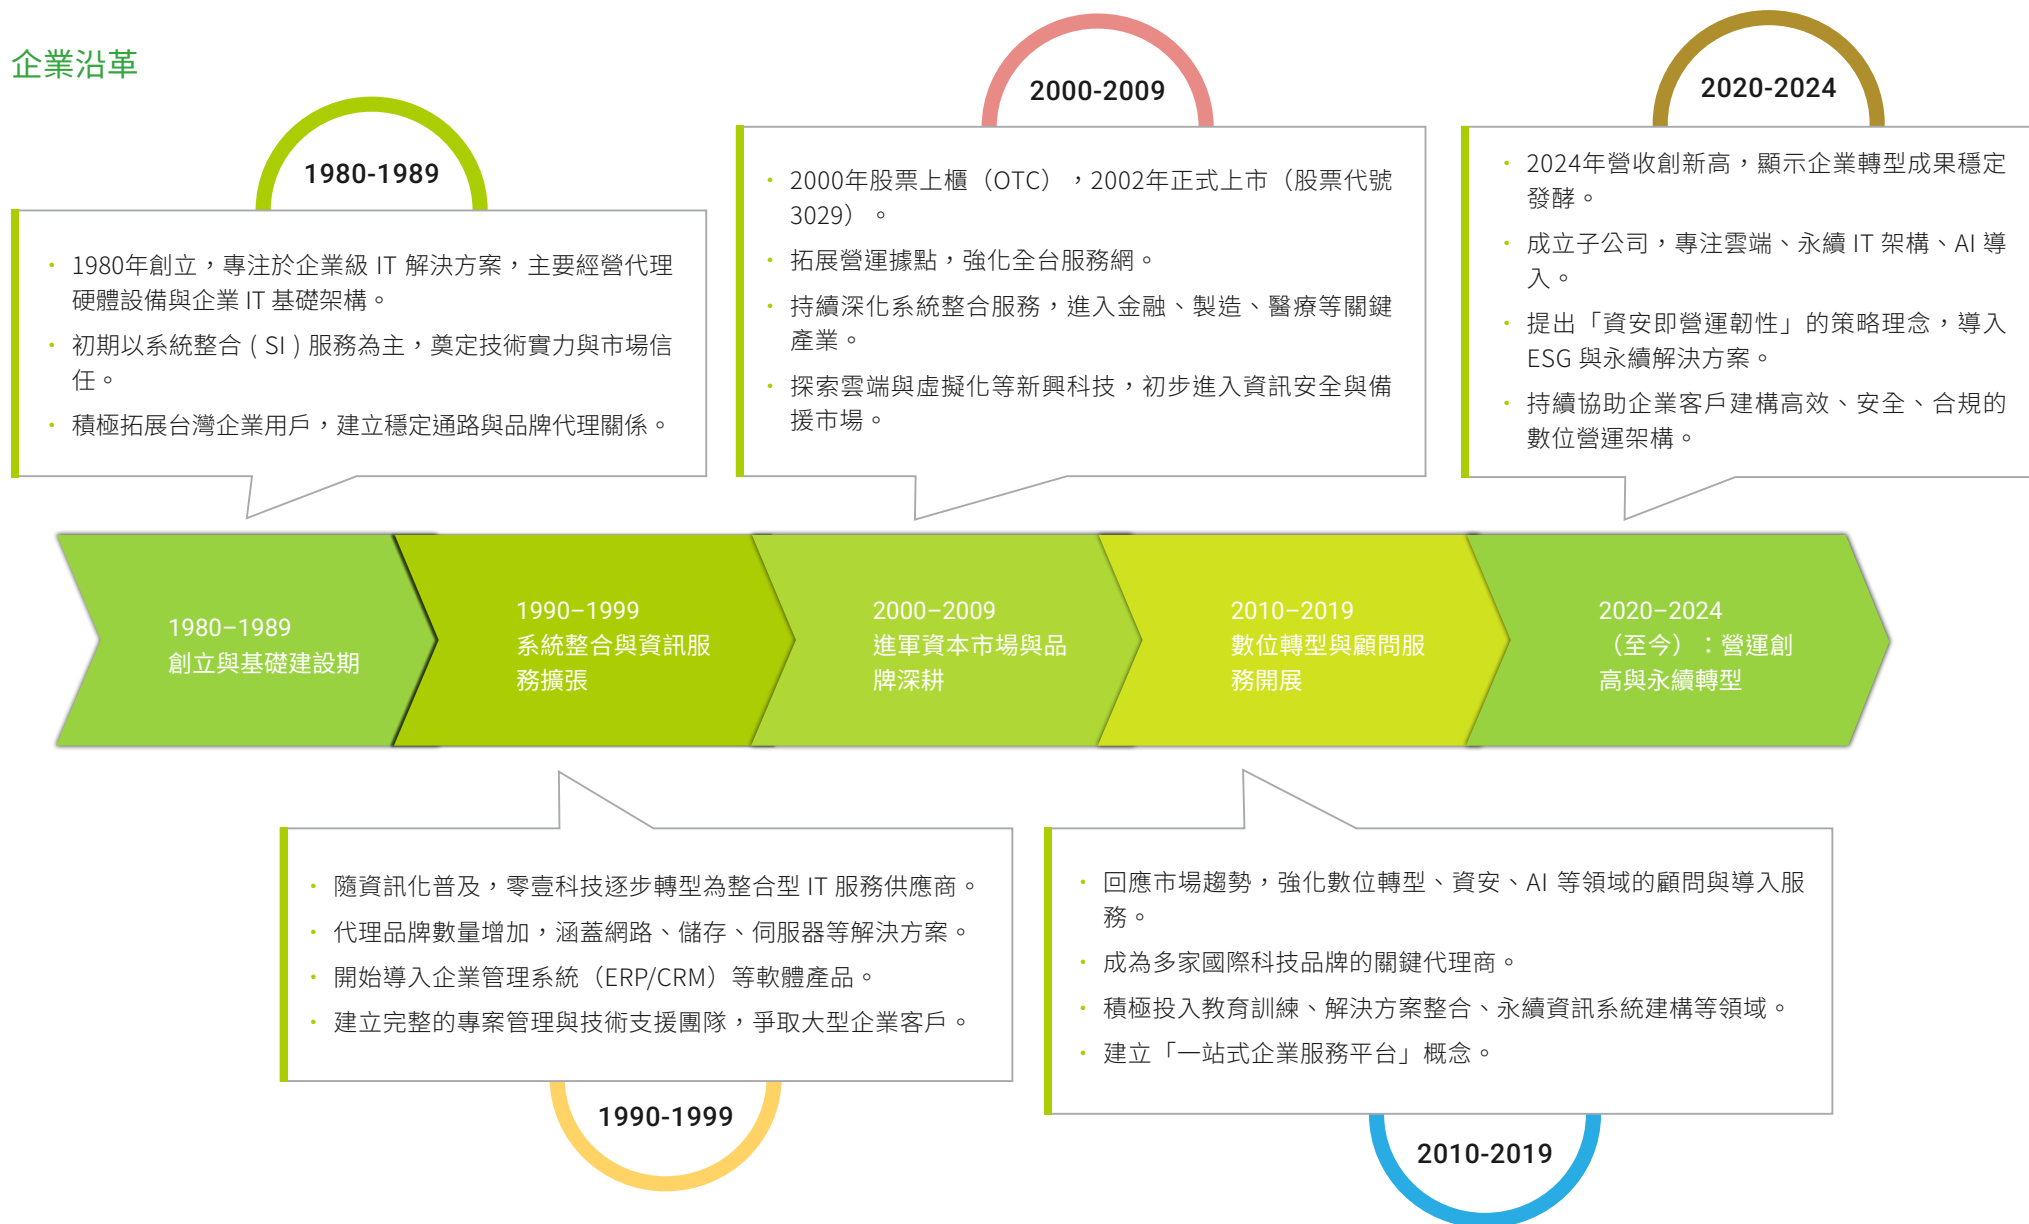 企業沿革
1980-1989
1980年創立，專注於企業級 IT 解決方案，主要經營代理
硬體設備與企業 IT 基礎架構。
初期以系統整合 ( SI ) 服務為主，奠定技術實力與市場信
任。
積極拓展台灣企業用戶，建立穩定通路與品牌代理關係。
2000-2009
2000年股票上櫃（OTC），2002年正式上市（股票代號
3029）。
拓展營運據點，強化全台服務網。
持續深化系統整合服務，進入金融、製造、醫療等關鍵
產業。
探索雲端與虛擬化等新興科技，初步進入資訊安全與備
援市場。
2020-2024
2024年營收創新高，顯示企業轉型成果穩定
發酵。
成立子公司，專注雲端、永續 IT 架構、AI 導
入。
提出「資安即營運韌性」的策略理念，導入
ESG 與永續解決方案。
持續協助企業客戶建構高效、安全、合規的
數位營運架構。
1980–1989
創立與基礎建設期
1990–1999
系統整合與資訊服
務擴張
2000–2009
進軍資本市場與品
牌深耕
2010–2019
數位轉型與顧問服
務開展
2020–2024
（至今）：營運創
高與永續轉型
隨資訊化普及，零壹科技逐步轉型為整合型 IT 服務供應商。
代理品牌數量增加，涵蓋網路、儲存、伺服器等解決方案。
開始導入企業管理系統（ERP/CRM）等軟體產品。
建立完整的專案管理與技術支援團隊，爭取大型企業客戶。
1990-1999
回應市場趨勢，強化數位轉型、資安、AI 等領域的顧問與導入服
務。
成為多家國際科技品牌的關鍵代理商。
積極投入教育訓練、解決方案整合、永續資訊系統建構等領域。
建立「一站式企業服務平台」概念。
2010-2019